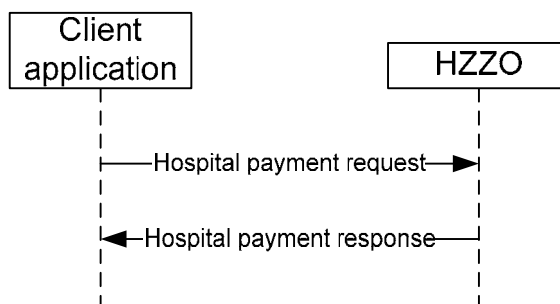 Client
application
HZZO
Hospital payment request
Hospital payment response